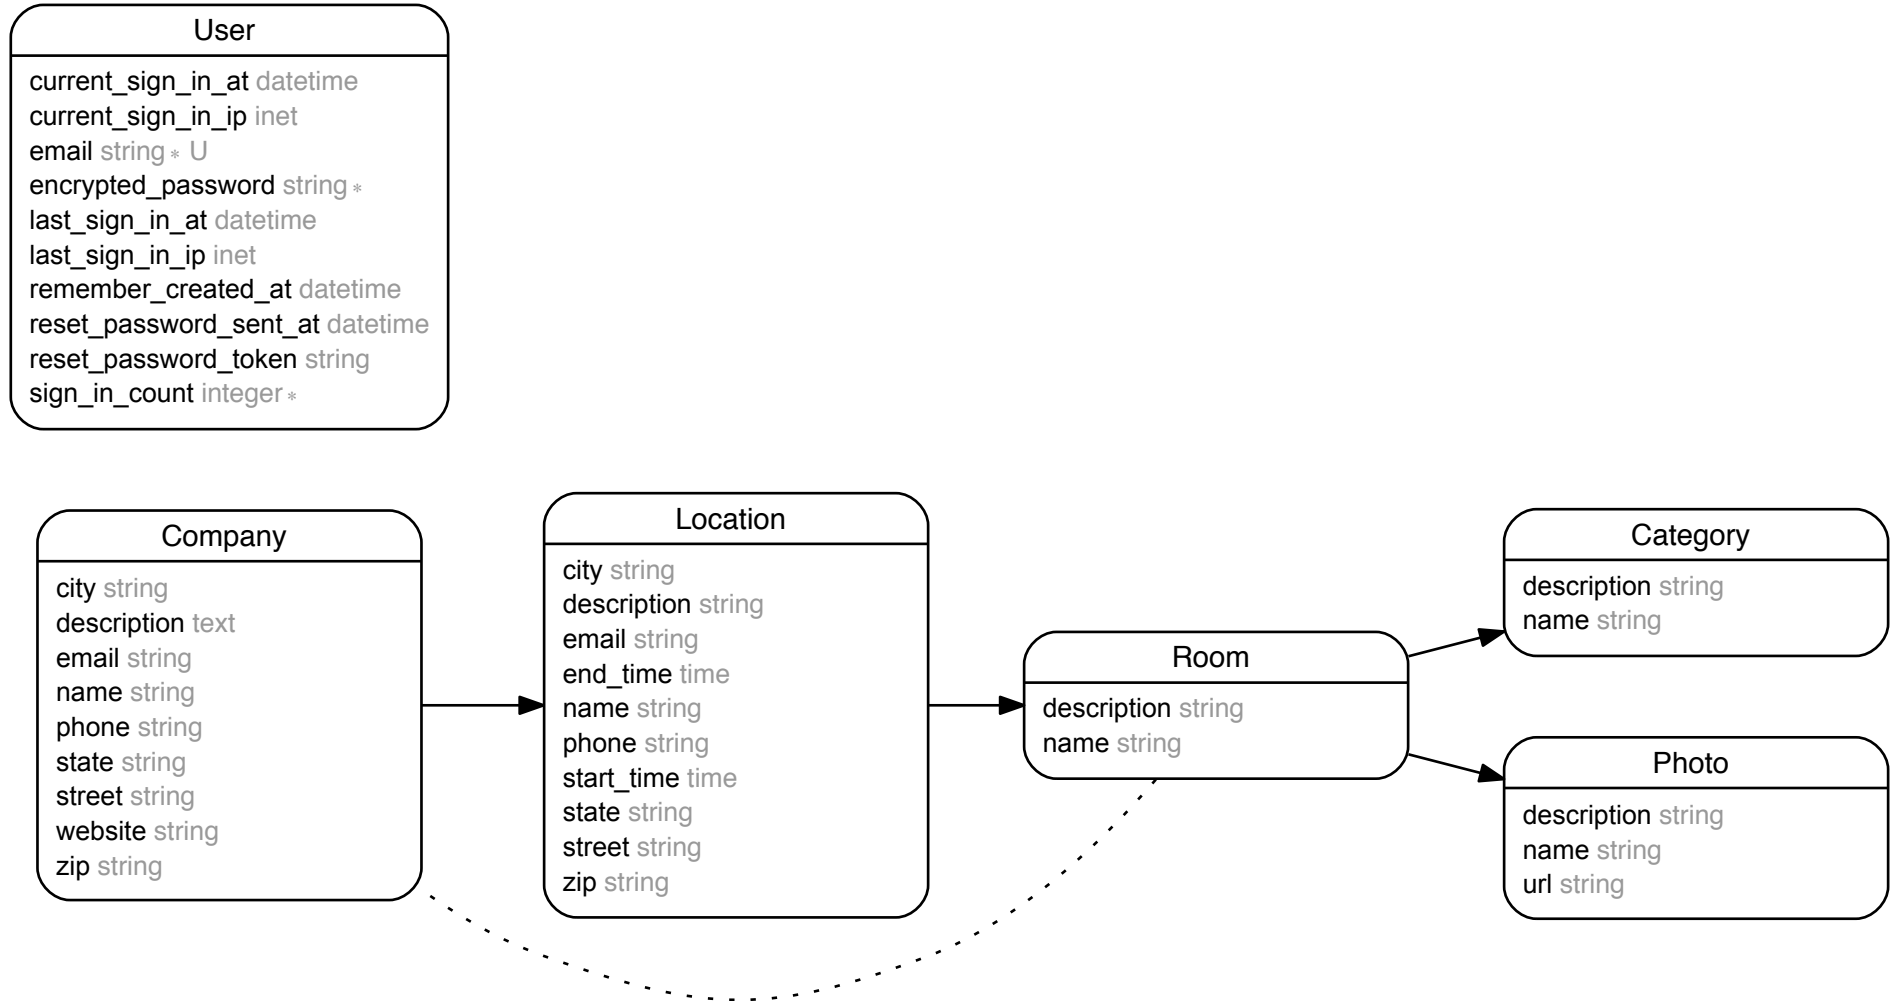 User
current_sign_in_at datetime
current_sign_in_ip inet
email string * U
encrypted_password string *
last_sign_in_at datetime
last_sign_in_ip inet
remember_created_at datetime
reset_password_sent_at datetime
reset_password_token string
sign_in_count integer *
Company
city string
description text
email string
name string
phone string
state string
street string
website string
zip string
Location
city string
description string
email string
end_time time
name string
phone string
start_time time
state string
street string
zip string
Room
description string
name string
Category
description string
name string
Photo
description string
name string
url string